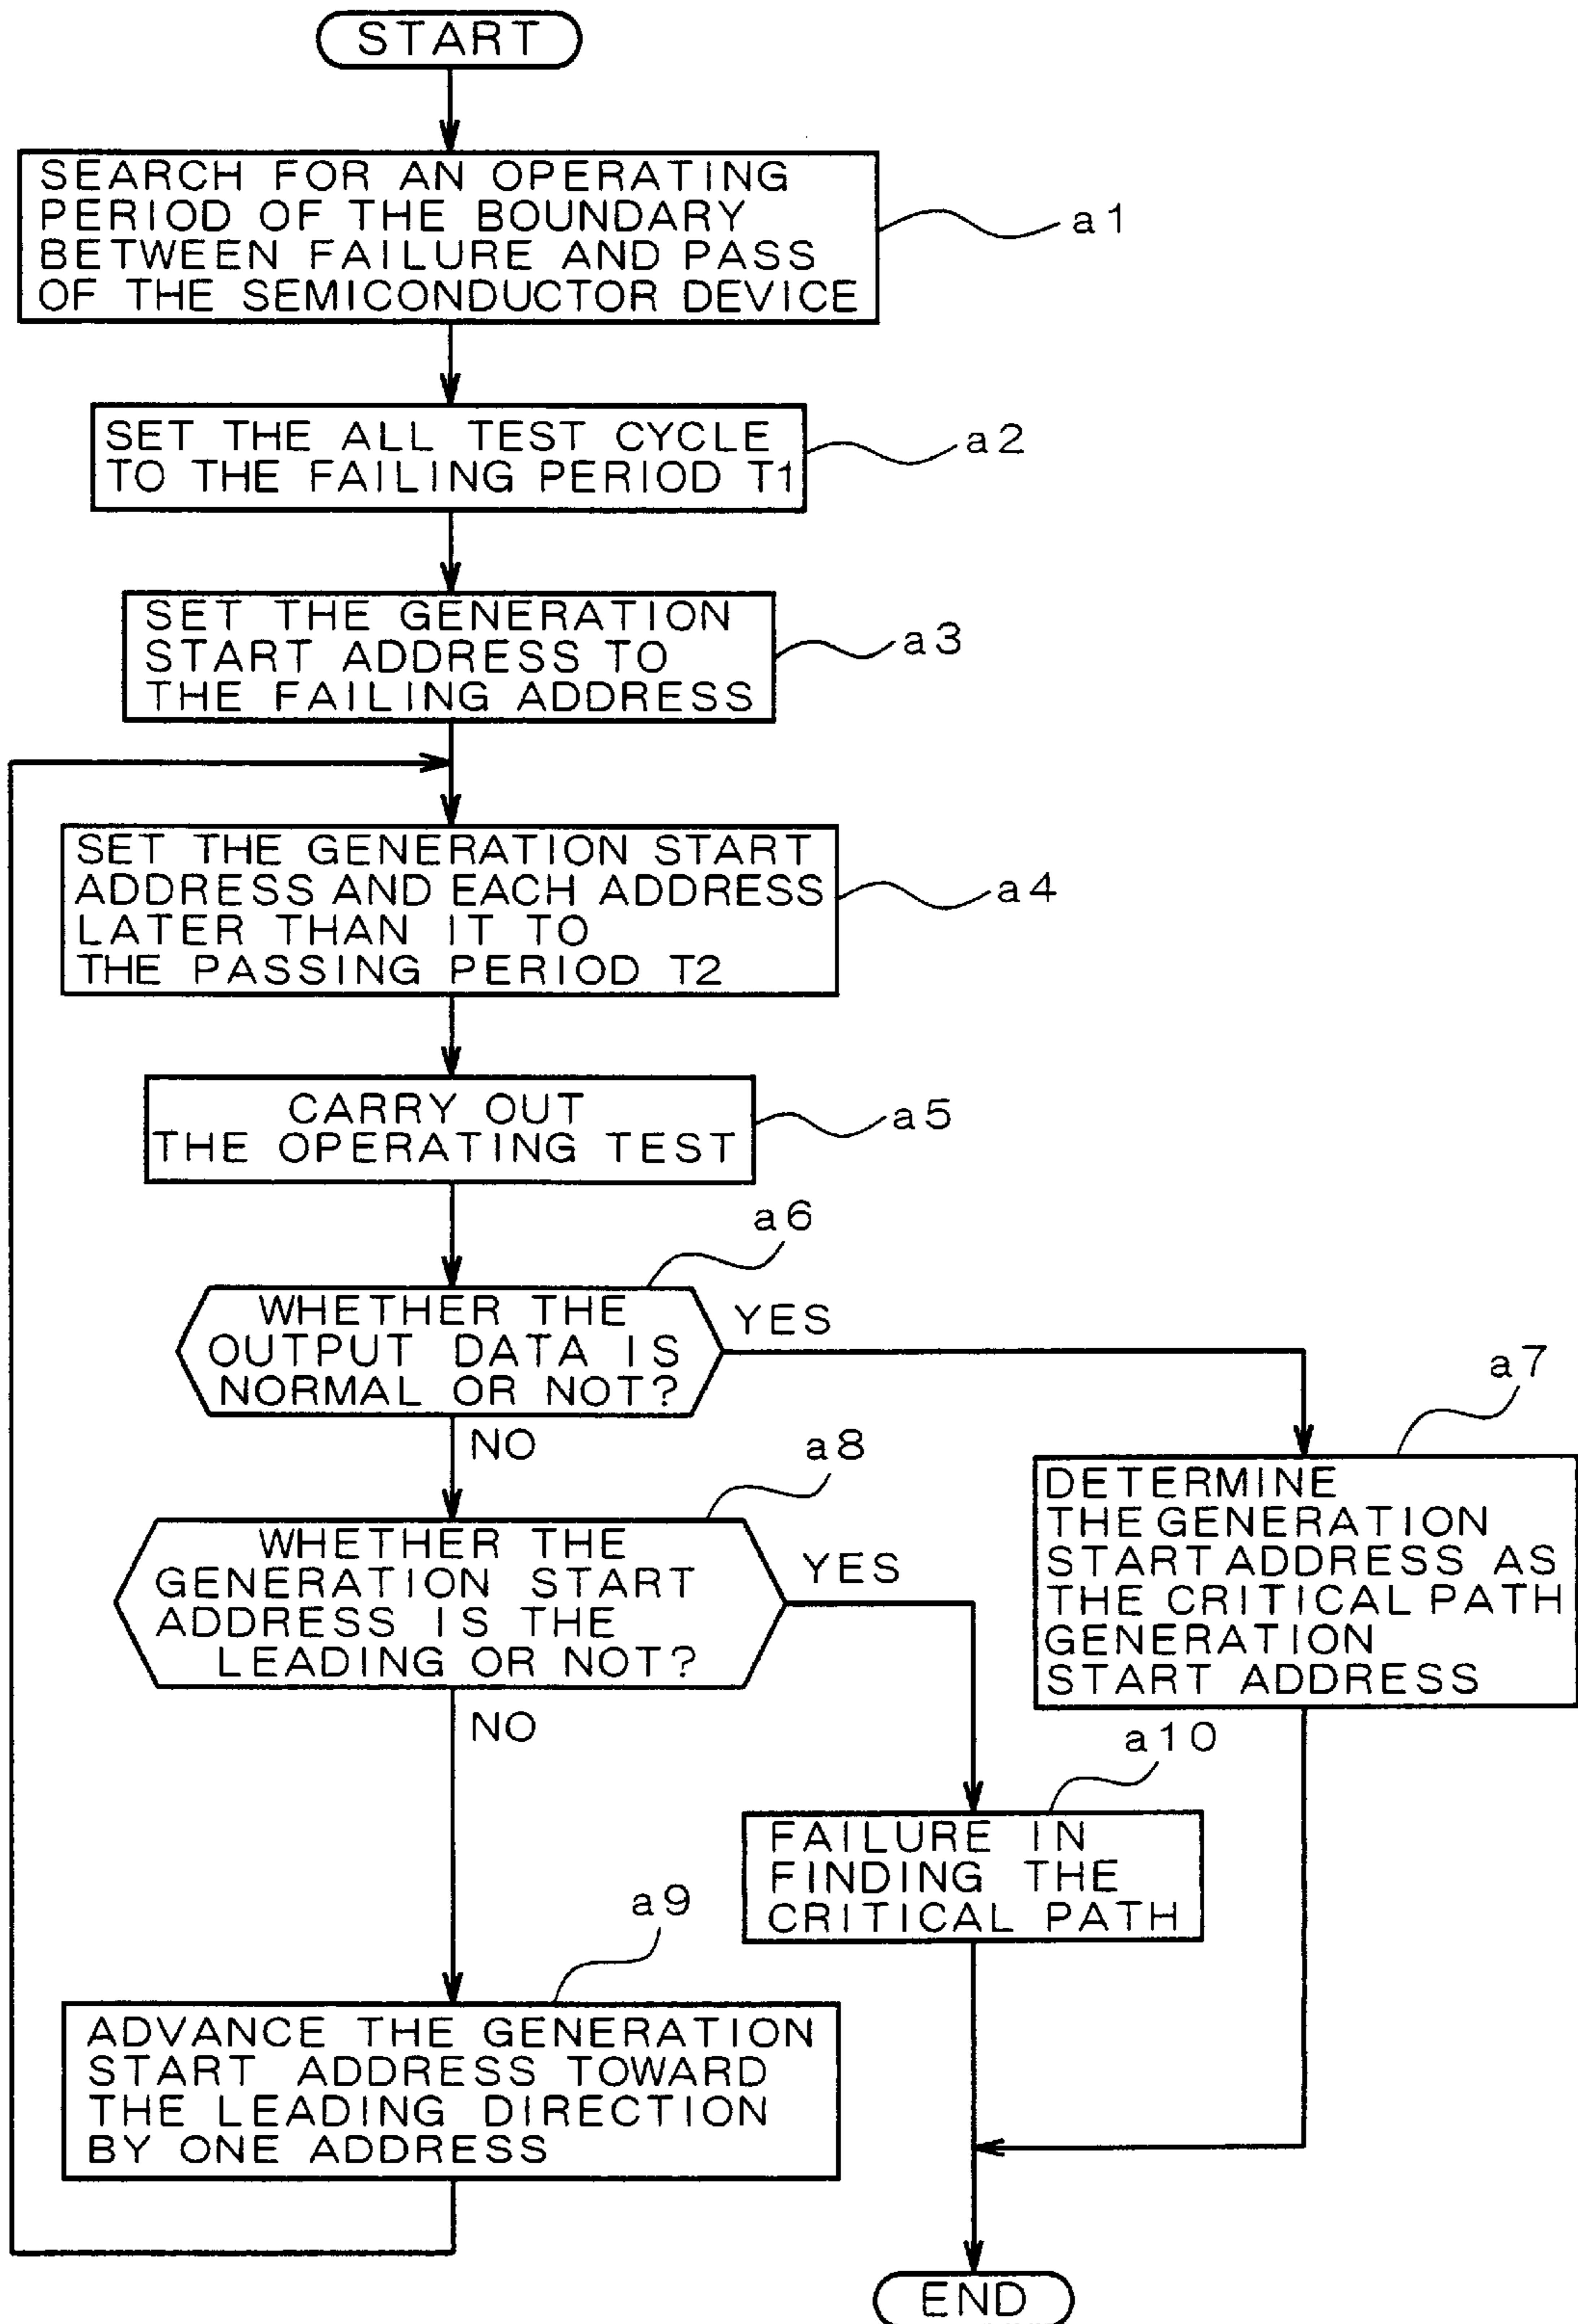 START
SEARCH FOR AN OPERATING
PERIOD OF THE BOUNDARY
BETWEEN FAILURE AND PASS
OF THE SEMICONDUCTOR DEVICE
a1
SET THE ALL TEST CYCLE
TO THE FAILING PERIOD T1
a2
SET THE GENERATION
START ADDRESS TO
THE FAILING ADDRESS
a3
SET THE GENERATION START
ADDRESS AND EACH ADDRESS
LATER THAN IT TO
THE PASSING PERIOD T2
a4
CARRY OUT
THE OPERATING TEST
a5
a6
WHETHER THE
OUTPUT DATA IS
NORMAL OR NOT?
YES
NO
a7
DETERMINE
THE GENERATION
START ADDRESS AS
THE CRITICAL PATH
GENERATION
START ADDRESS
a8
WHETHER THE
GENERATION START
ADDRESS IS THE
LEADING OR NOT?
YES
NO
a10
FAILURE IN
FINDING THE
CRITICAL PATH
a9
ADVANCE THE GENERATION
START ADDRESS TOWARD
THE LEADING DIRECTION
BY ONE ADDRESS
END